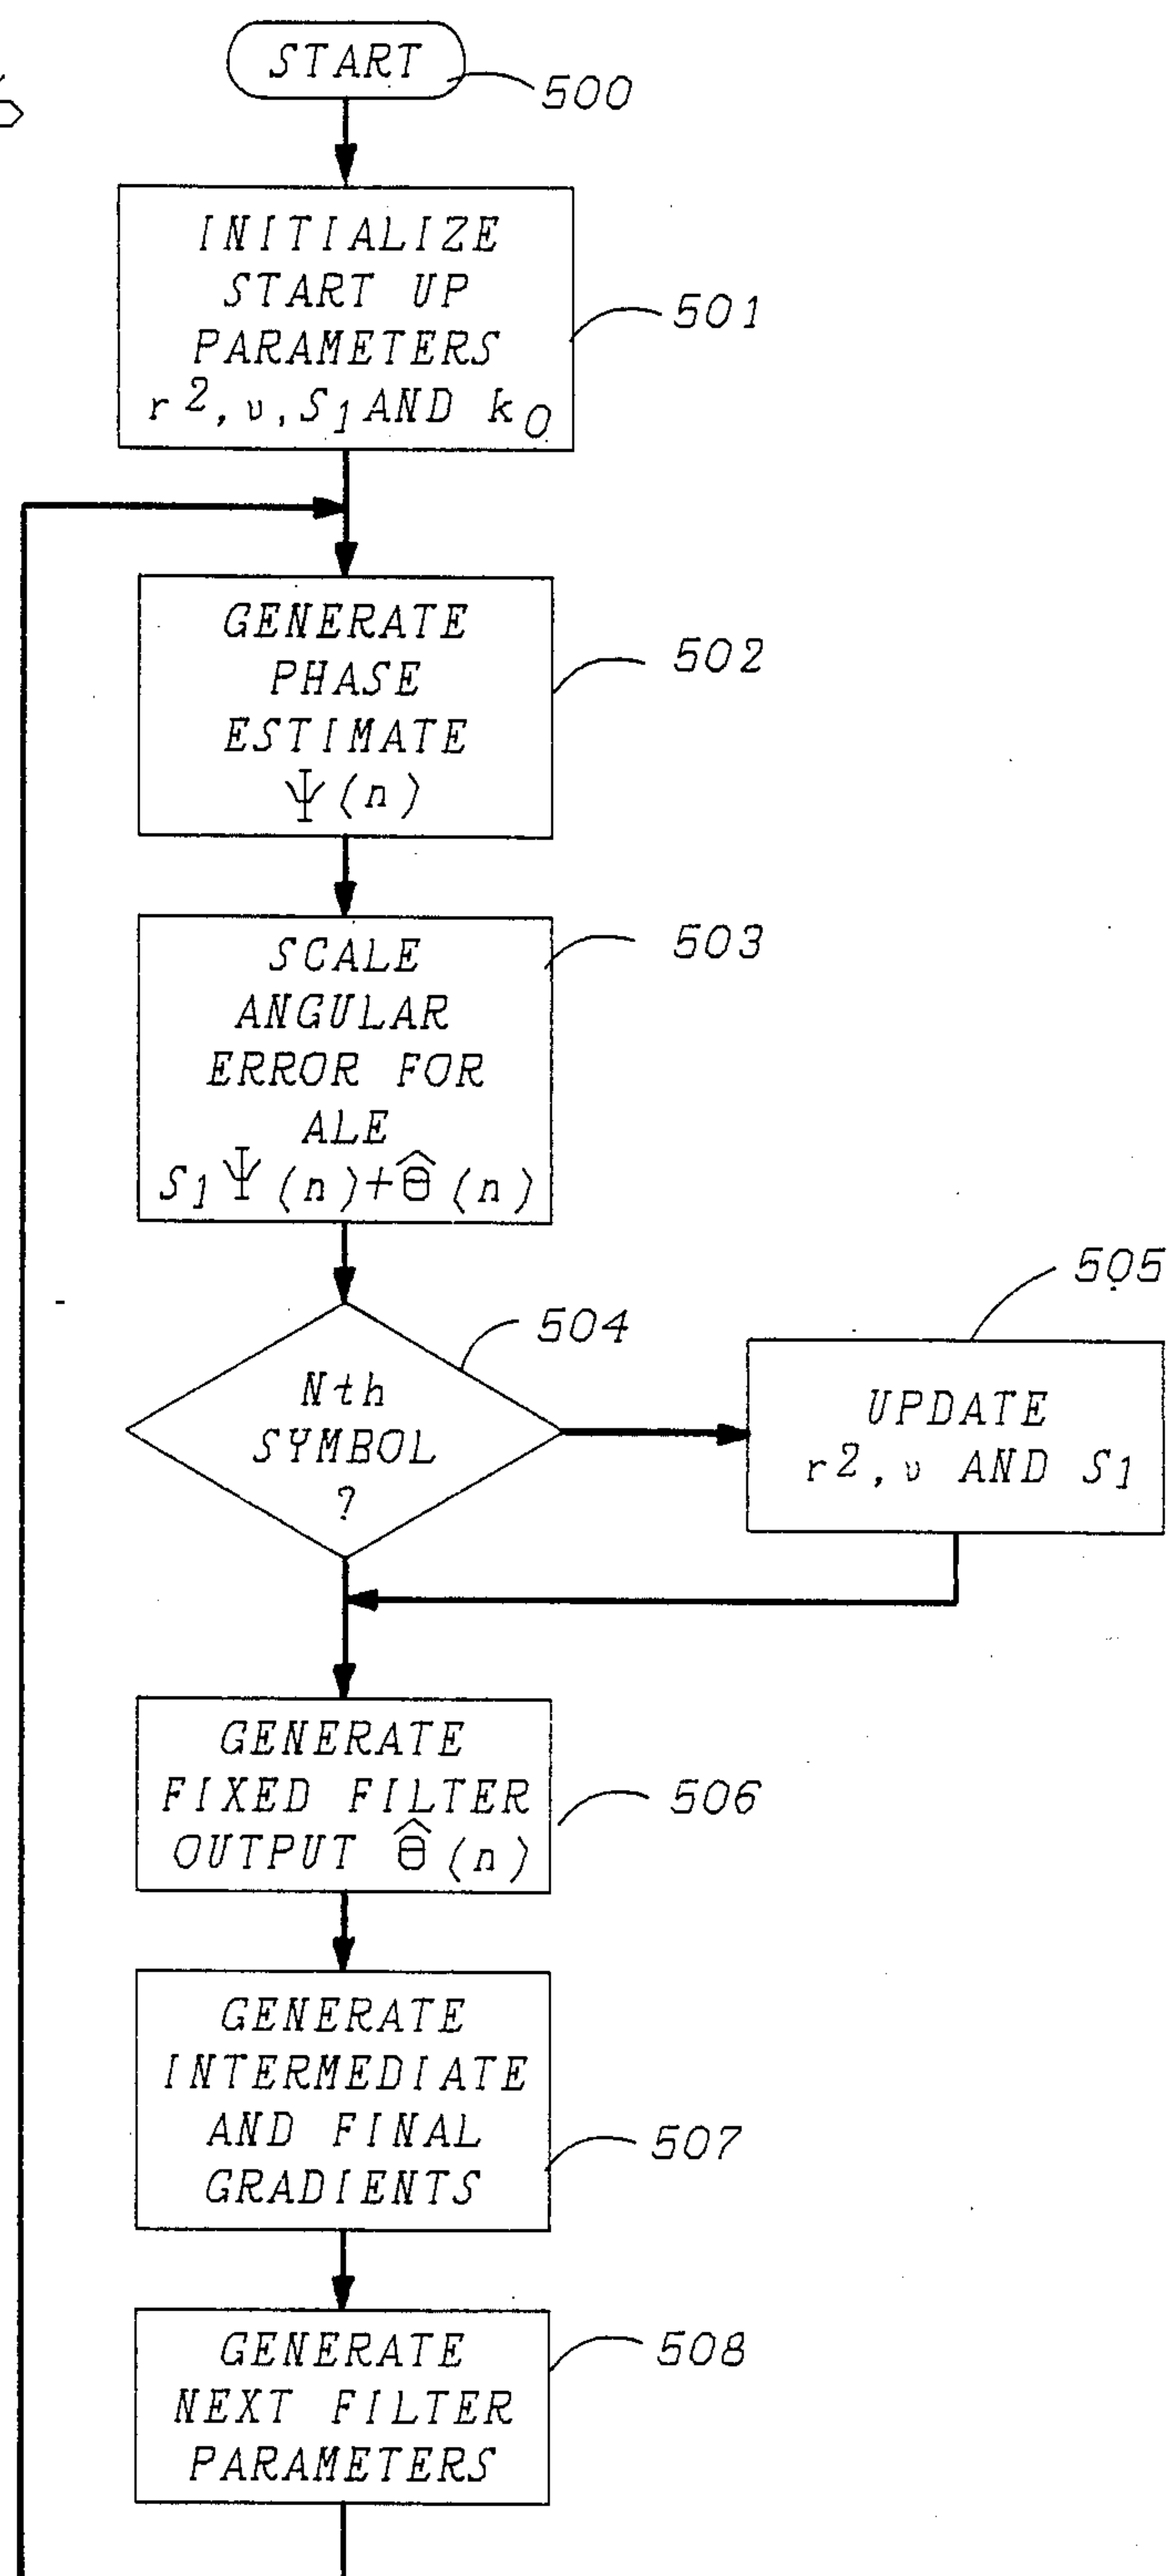 START
500
INITIALIZE
START UP
PARAMETERS
r², υ, S₁ AND k₀
501
GENERATE
PHASE
ESTIMATE
Ψ(n)
502
SCALE
ANGULAR
ERROR FOR
ALE
S₁Ψ(n)+θ̂(n)
503
Nth
SYMBOL
?
504
505
UPDATE
r², υ AND S₁
GENERATE
FIXED FILTER
OUTPUT θ̂(n)
506
GENERATE
INTERMEDIATE
AND FINAL
GRADIENTS
507
GENERATE
NEXT FILTER
PARAMETERS
508